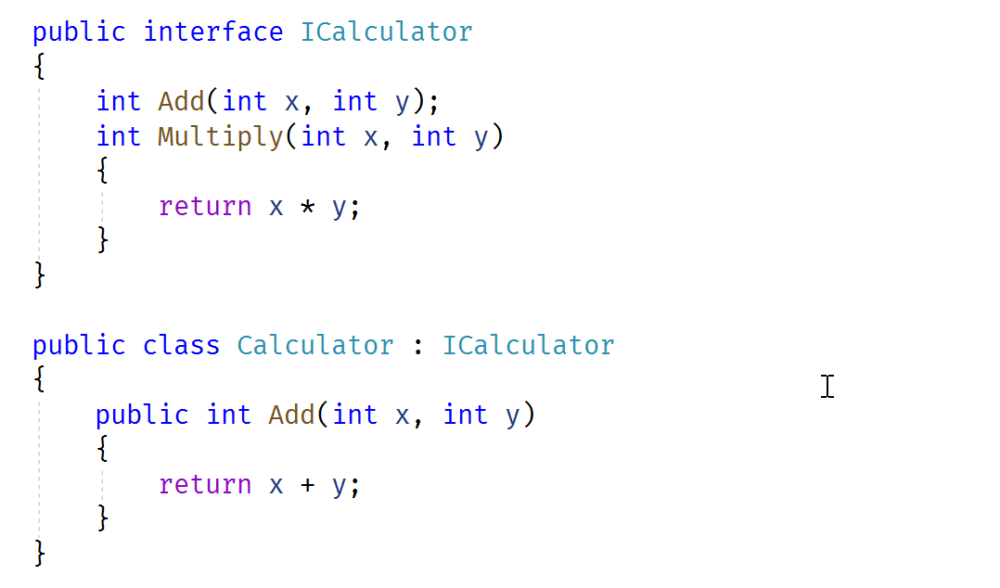 public interface ICalculator
{
    int Add(int x, int y);
    int Multiply(int x, int y)
    {
        return x * y;
    }
}

public class Calculator : ICalculator
{
    public int Add(int x, int y)
    {
        return x + y;
    }
}